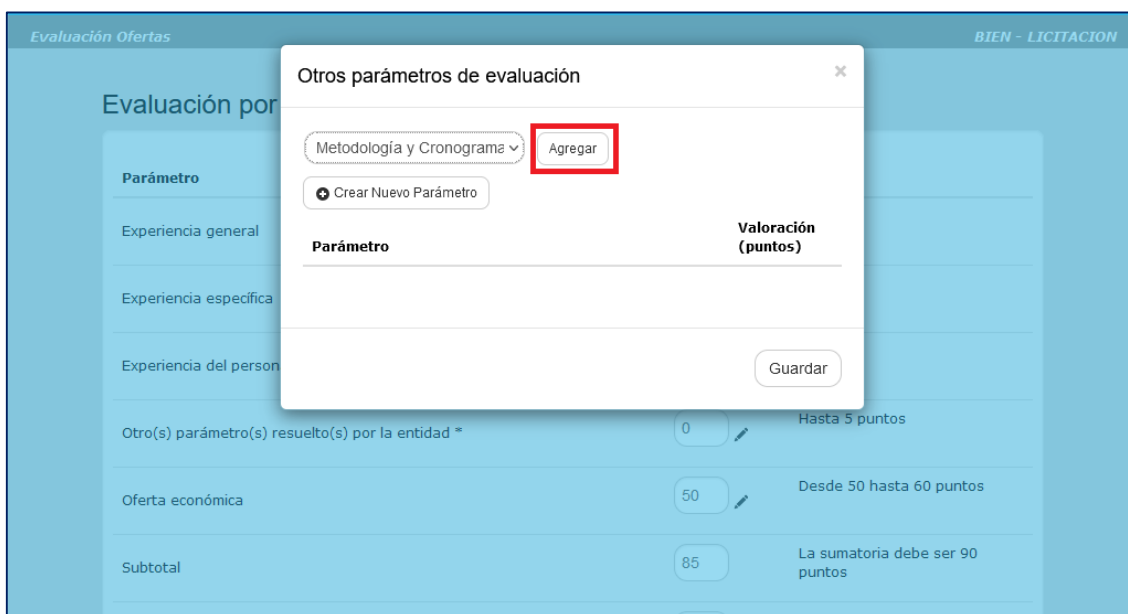 Evaluación Ofertas
BIEN - LICITACION
Otros parámetros de evaluación
×
Evaluación por
Metodología y Cronograma
Agregar
Parámetro
Crear Nuevo Parámetro
Experiencia general
Parámetro
Valoración
(puntos)
Experiencia específica
Experiencia del person
Guardar
Otro(s) parámetro(s) resuelto(s) por la entidad *
0
Hasta 5 puntos
Oferta económica
50
Desde 50 hasta 60 puntos
Subtotal
85
La sumatoria debe ser 90
puntos